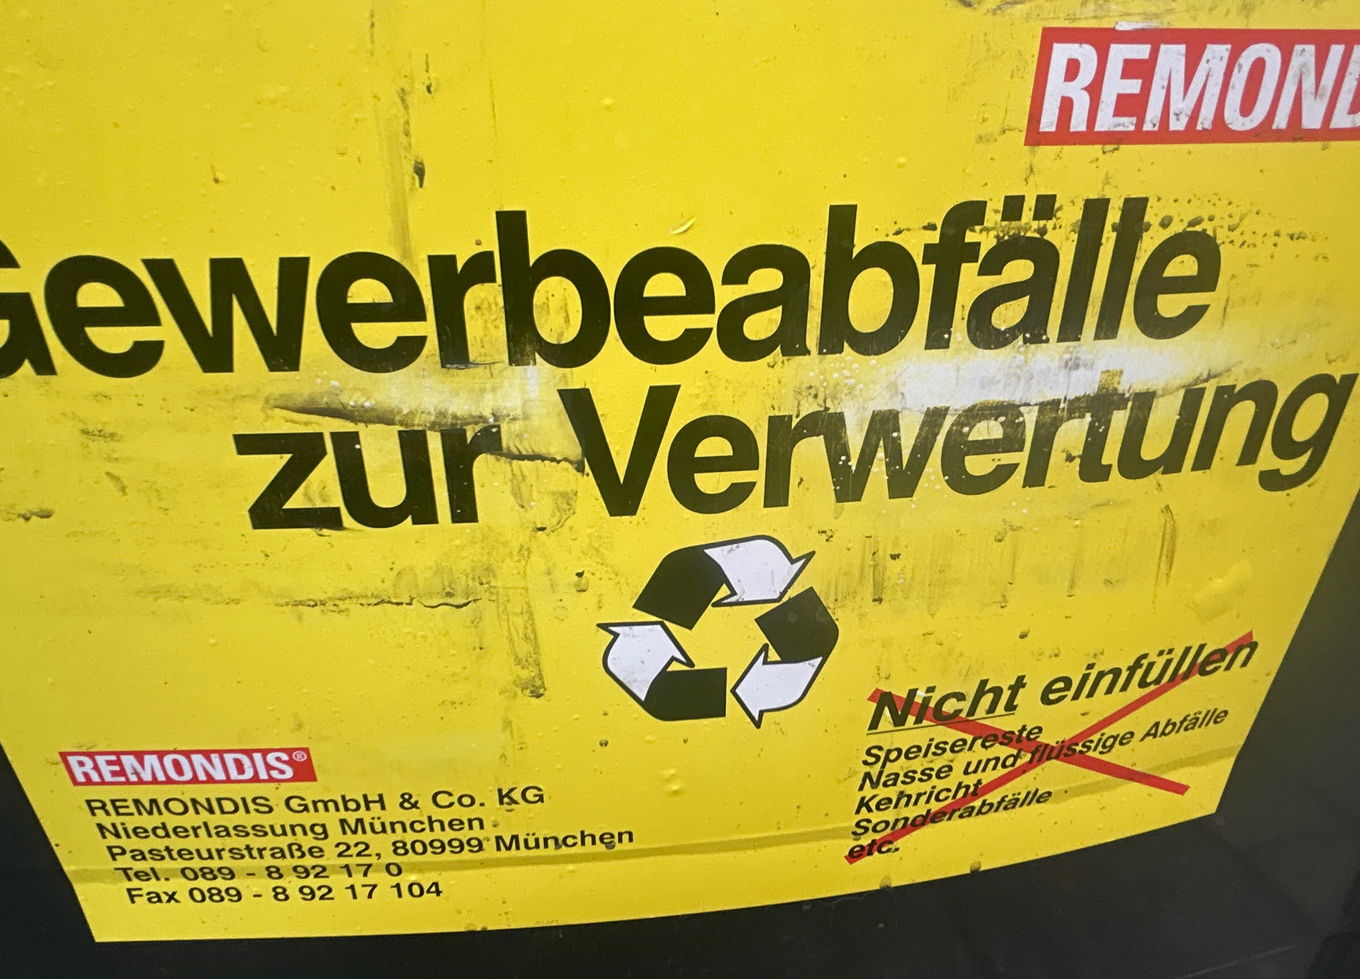 REMOND
Gewerbeabfälle
zur Verwertung
Nicht einfüllen
Speisereste
Nasse und flüssige Abfälle
Kehricht
Sonderabfälle
etc.
REMONDIS®
REMONDIS GmbH & Co. KG
Niederlassung München
Pasteurstraße 22, 80999 München
Tel. 089 - 8 92 17 0
Fax 089 - 8 92 17 104